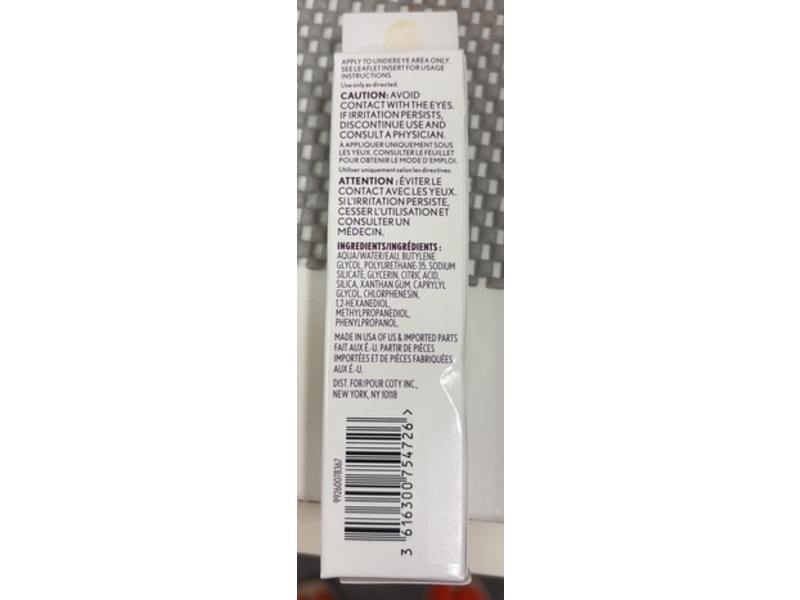 APPLY TO UNDEREYE AREA ONLY.
SEE LEAFLET INSERT FOR USAGE
INSTRUCTIONS.
Use only as directed.
CAUTION: AVOID
CONTACT WITH THE EYES.
IF IRRITATION PERSISTS,
DISCONTINUE USE AND
CONSULT A PHYSICIAN.
À APPLIQUER UNIQUEMENT SOUS
LES YEUX. CONSULTER LE FEUILLET
POUR OBTENIR LE MODE D'EMPLOI.
Utiliser uniquement selon les directives.
ATTENTION : ÉVITER LE
CONTACT AVEC LES YEUX.
SI L'IRRITATION PERSISTE,
CESSER L'UTILISATION ET
CONSULTER UN
MÉDECIN.
INGREDIENTS/INGRÉDIENTS :
AQUA/WATER/EAU, BUTYLENE
GLYCOL, POLYURETHANE-35, SODIUM
SILICATE, GLYCERIN, CITRIC ACID,
SILICA, XANTHAN GUM, CAPRYLYL
GLYCOL, CHLORPHENESIN,
1,2-HEXANEDIOL,
METHYLPROPANEDIOL,
PHENYLPROPANOL.
MADE IN USA OF US & IMPORTED PARTS
FAIT AUX É.-U. PARTIR DE PIÈCES
IMPORTÉES ET DE PIÈCES FABRIQUÉES
AUX É.-U.
DIST. FOR/POUR COTY INC.,
NEW YORK, NY 10118
99260078367
3 616300 754726 >